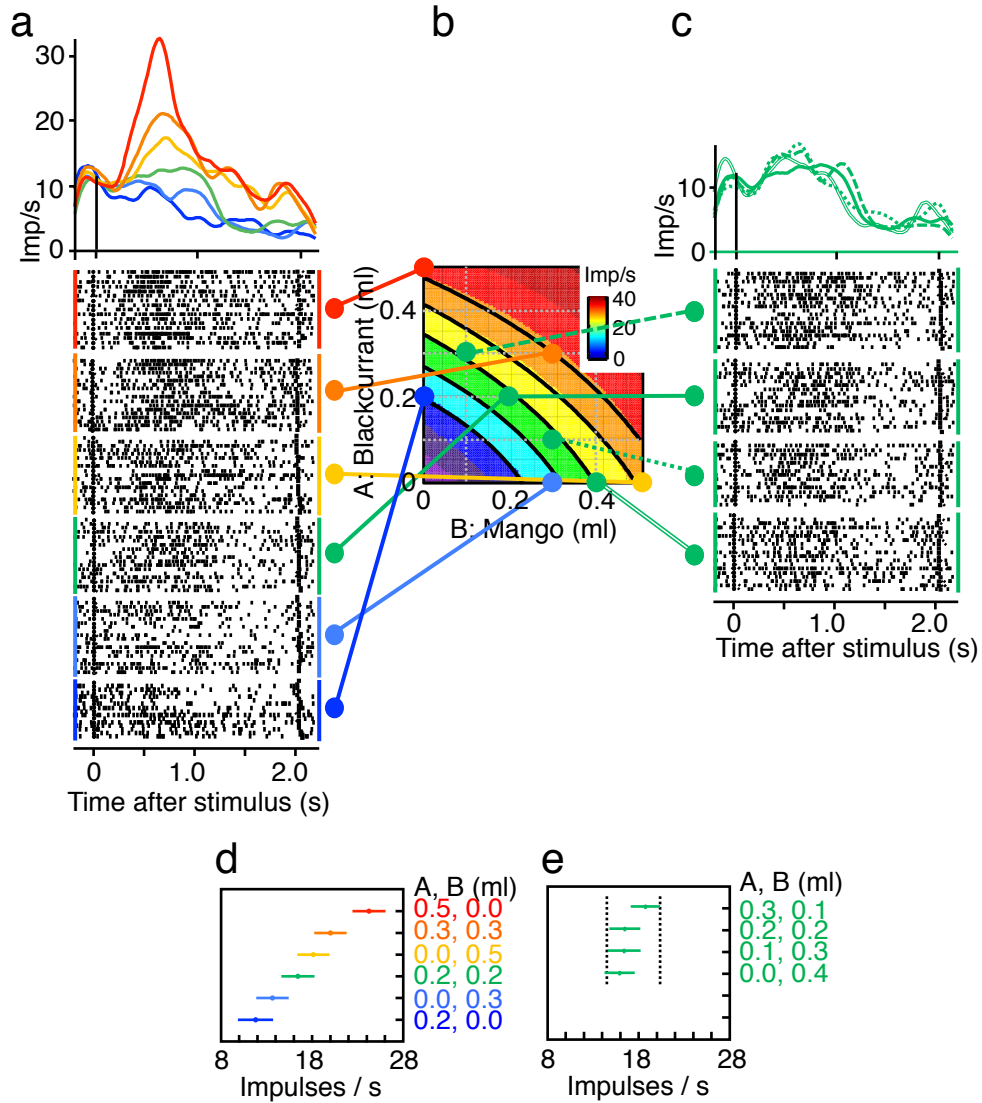 a
30
20
10
0
Imp/s
0
1.0
2.0
Time after stimulus (s)
b
A: Blackcurrant (ml)
0.4
0.2
0
0
0.2
0.4
B: Mango (ml)
Imp/s
40
20
0
c
10
0
Imp/s
0
1.0
2.0
Time after stimulus (s)
d
A, B (ml)
0.5, 0.0
0.3, 0.3
0.0, 0.5
0.2, 0.2
0.0, 0.3
0.2, 0.0
8
18
28
Impulses / s
e
A, B (ml)
0.3, 0.1
0.2, 0.2
0.1, 0.3
0.0, 0.4
8
18
28
Impulses / s